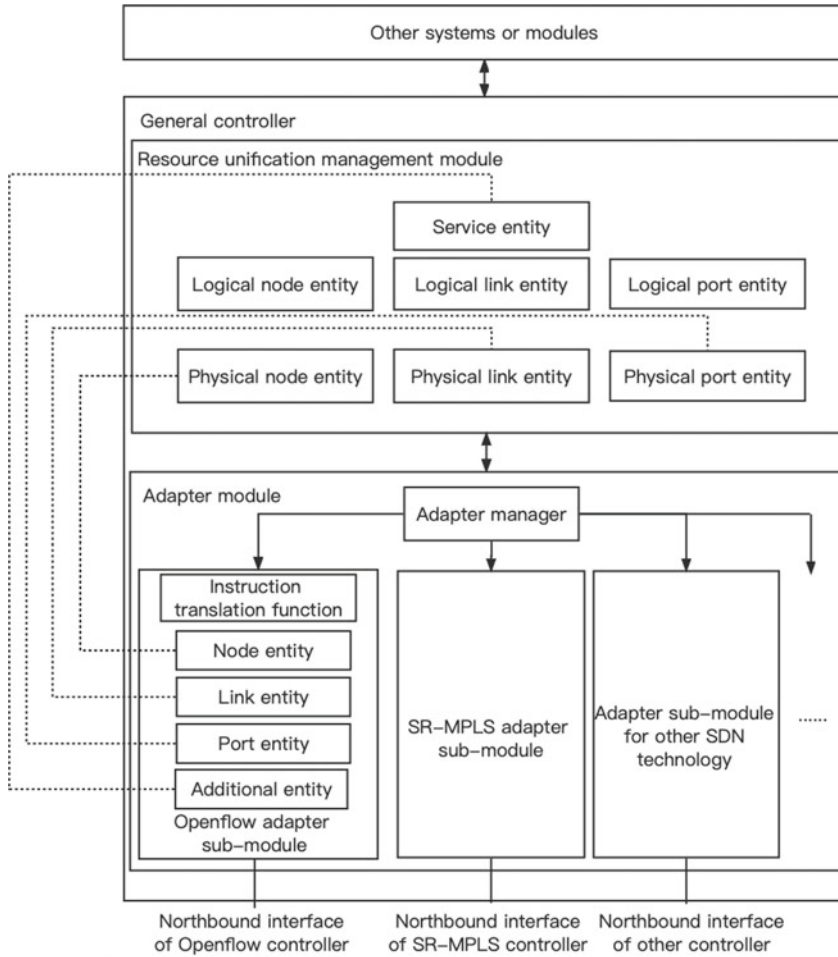 Other systems or modules
General controller
Resource unification management module
Service entity
Logical node entity
Logical link entity
Logical port entity
Physical node entity
Physical link entity
Physical port entity
Adapter module
Adapter manager
Instruction
translation function
Node entity
Link entity
Port entity
Additional entity
Openflow adapter
sub-module
SR-MPLS adapter
sub-module
Adapter sub-module
for other SDN
technology
......
Northbound interface
of Openflow controller
Northbound interface
of SR-MPLS controller
Northbound interface
of other controller